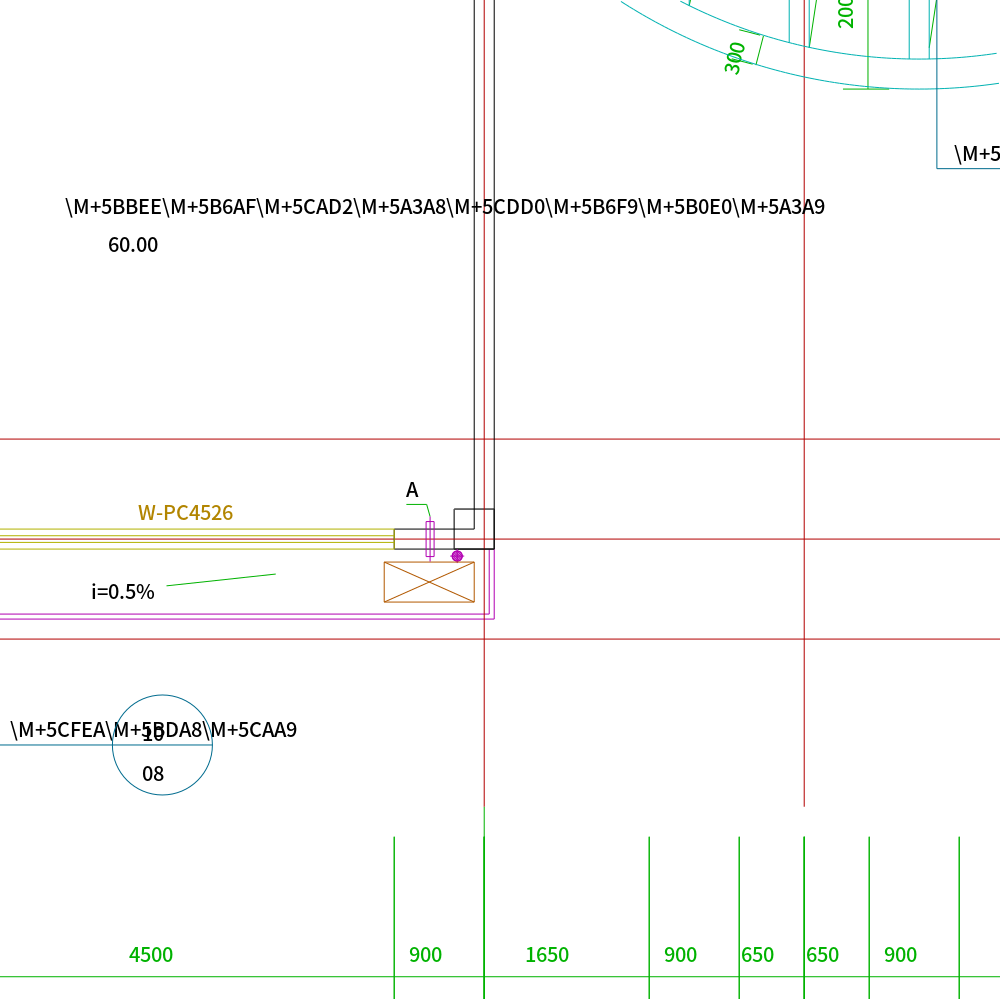 200
300
\M+5
\M+5BBEE\M+5B6AF\M+5CAD2\M+5A3A8\M+5CDD0\M+5B6F9\M+5B0E0\M+5A3A9
60.00
A
W-PC4526
i=0.5%
\M+5CFEA\M+5BDA8\M+5CAA9
10
08
4500 900 1650 900 650 650 900